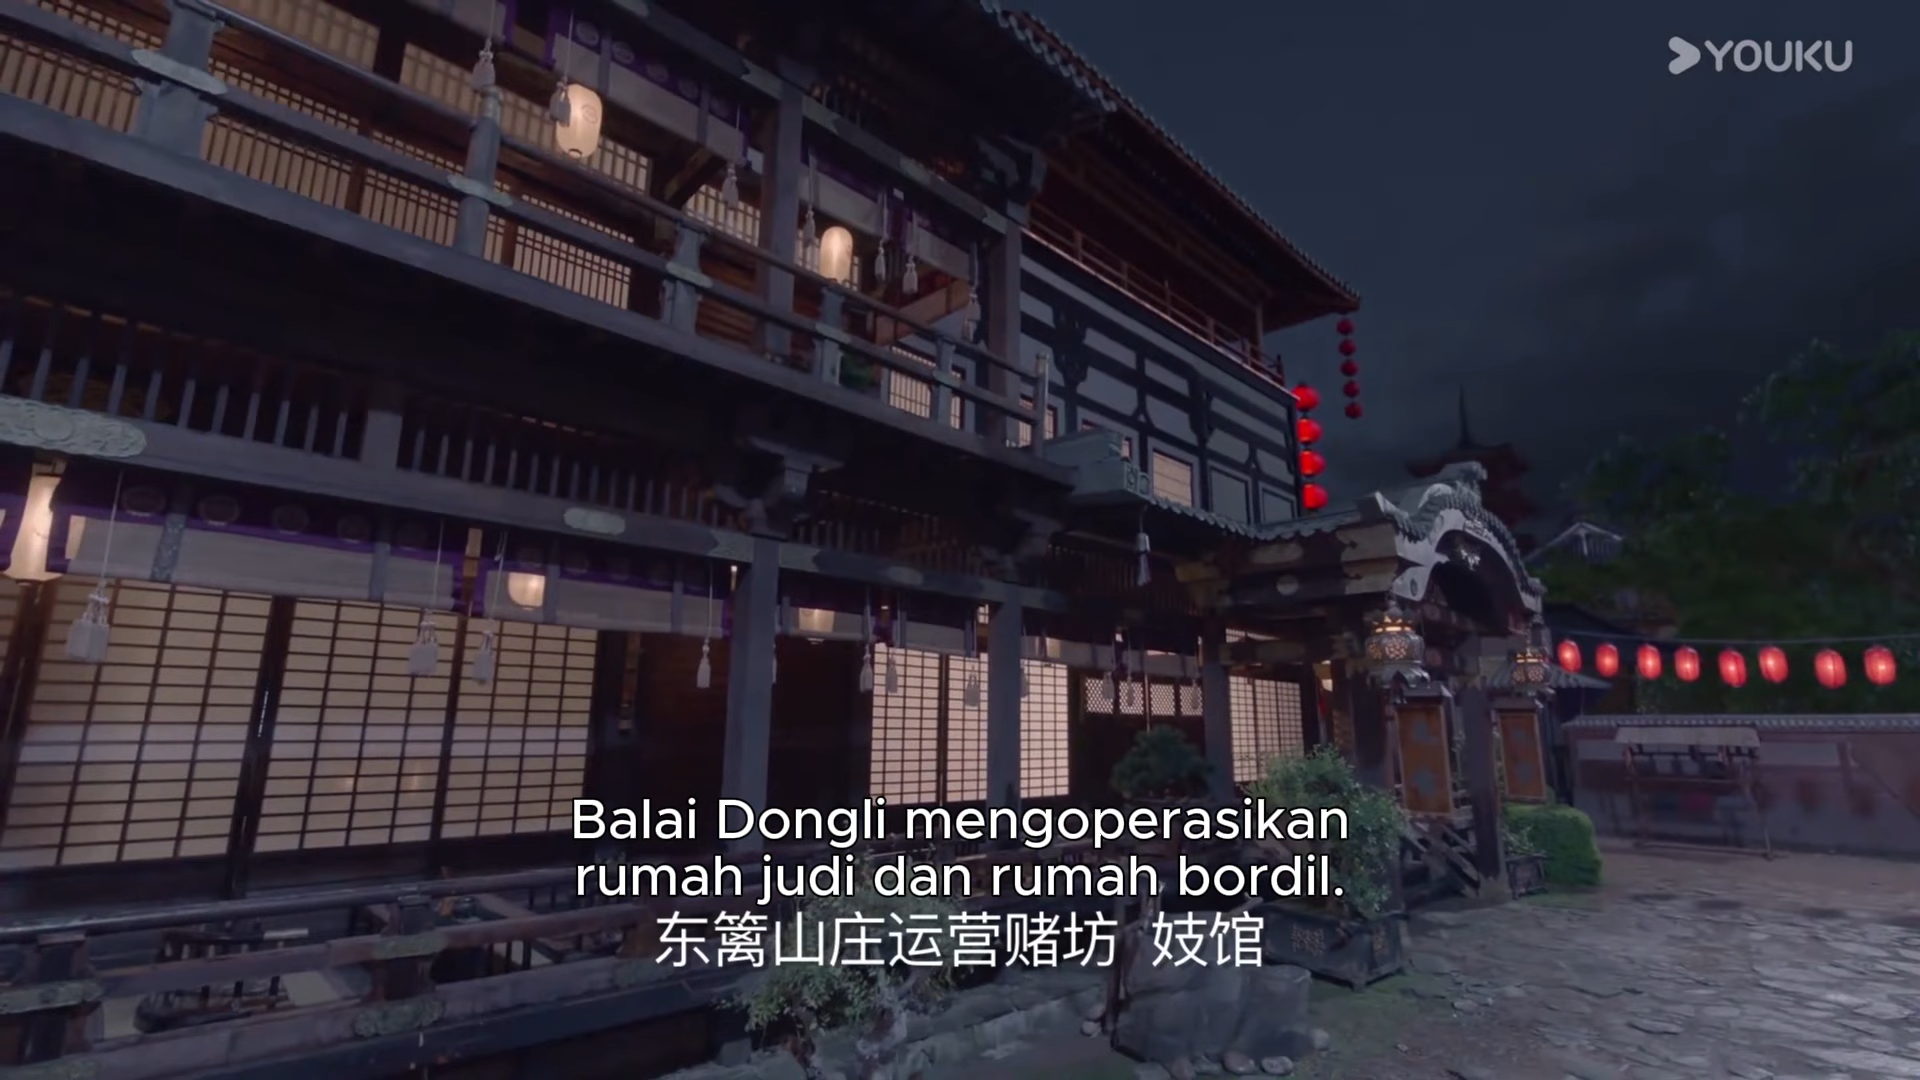 YOUKU
Balai Dongli mengoperasikan
rumah judi dan rumah bordil.
东篱山庄运营赌坊 妓馆